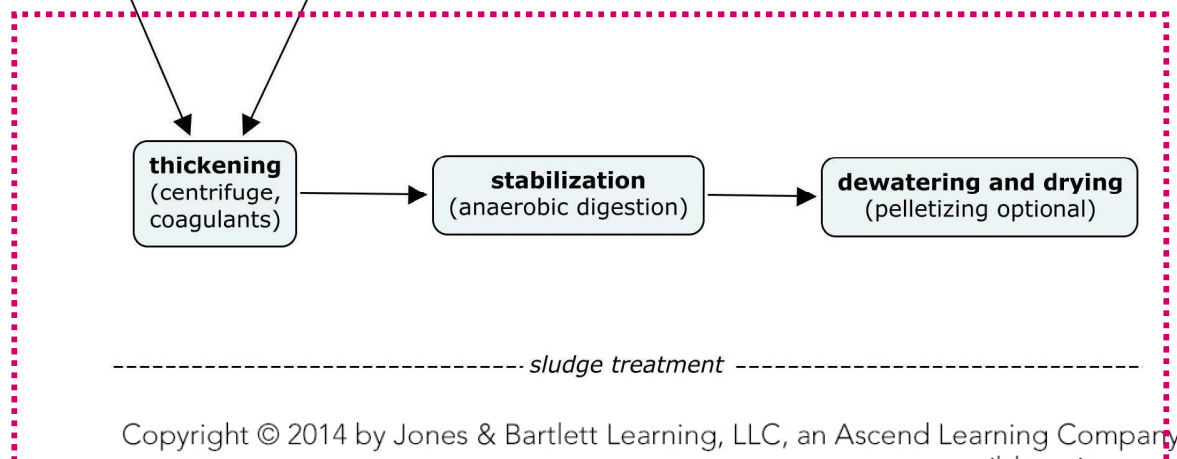 thickening
(centrifuge,
coagulants)
stabilization
(anaerobic digestion)
dewatering and drying
(pelletizing optional)
sludge treatment
Copyright © 2014 by Jones & Bartlett Learning, LLC, an Ascend Learning Company